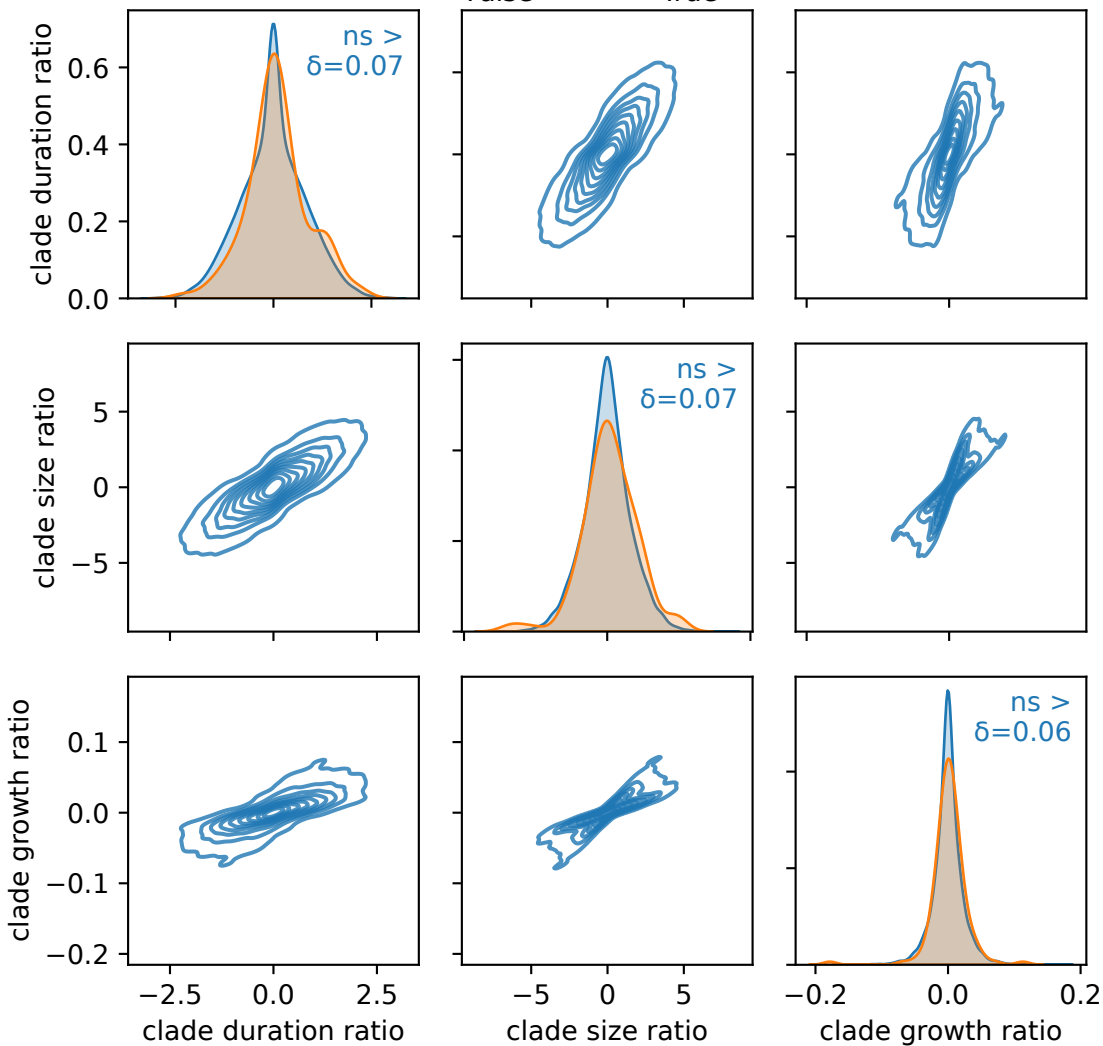 clade duration ratio
0.6
0.4
0.2
0.0
ns >
δ=0.07
clade size ratio
5
0
−5
ns >
δ=0.07
clade growth ratio
0.1
0.0
−0.1
−0.2
ns >
δ=0.06
−2.5 0.0 2.5
−5 0 5
−0.2 0.0 0.2
clade duration ratio
clade size ratio
clade growth ratio